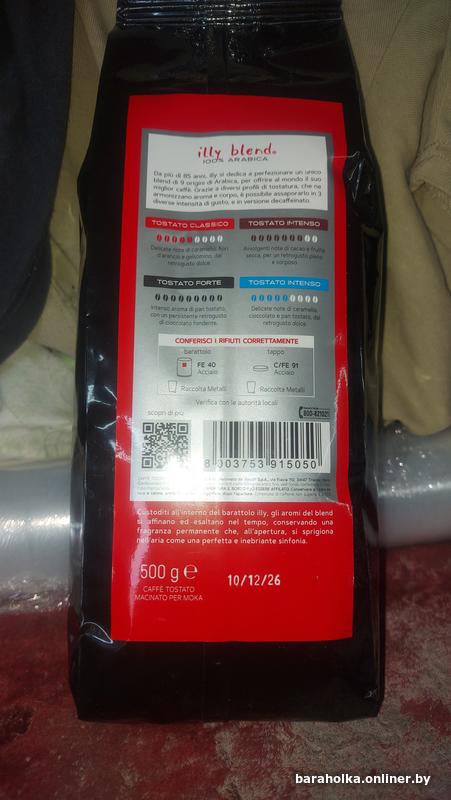 illy blend.
100% ARABICA
Da più di 85 anni, illy si dedica a perfezionare un unico
blend di 9 origini di Arabica, per offrire al mondo il suo
miglior caffè. Grazie a diversi profili di tostatura, che ne
armonizzano aroma e corpo, è possibile assaporarlo in 3
diverse intensità di gusto, e in versione decaffeinato.
TOSTATO CLASSICO
Delicate note di caramello, fiori
d'arancio e gelsomino, dal
retrogusto dolce.
TOSTATO INTENSO
Avvolgenti note di cacao e frutta
secca, per un retrogusto pieno
e corposo.
TOSTATO FORTE
Intenso aroma di pan tostato,
con un persistente retrogusto
di cioccolato fondente.
TOSTATO INTENSO
Delicate note di caramello,
cioccolato e pan tostato, dal
retrogusto dolce.
CONFERISCI I RIFIUTI CORRETTAMENTE
barattolo
FE 40
Acciaio
Raccolta Metalli
tappo
C/FE 91
Acciaio
Raccolta Metalli
Verifica con le autorità locali
scopri di più
800-821021
8 003753 915050
Custoditi all'interno del barattolo illy, gli aromi del blend
si affinano ed esaltano nel tempo, conservando una
fragranza permanente che, all'apertura, si sprigiona
nell'aria come una perfetta e inebriante sinfonia.
500 g e
CAFFÈ TOSTATO
MACINATO PER MOKA
10/12/26
baraholka.onliner.by